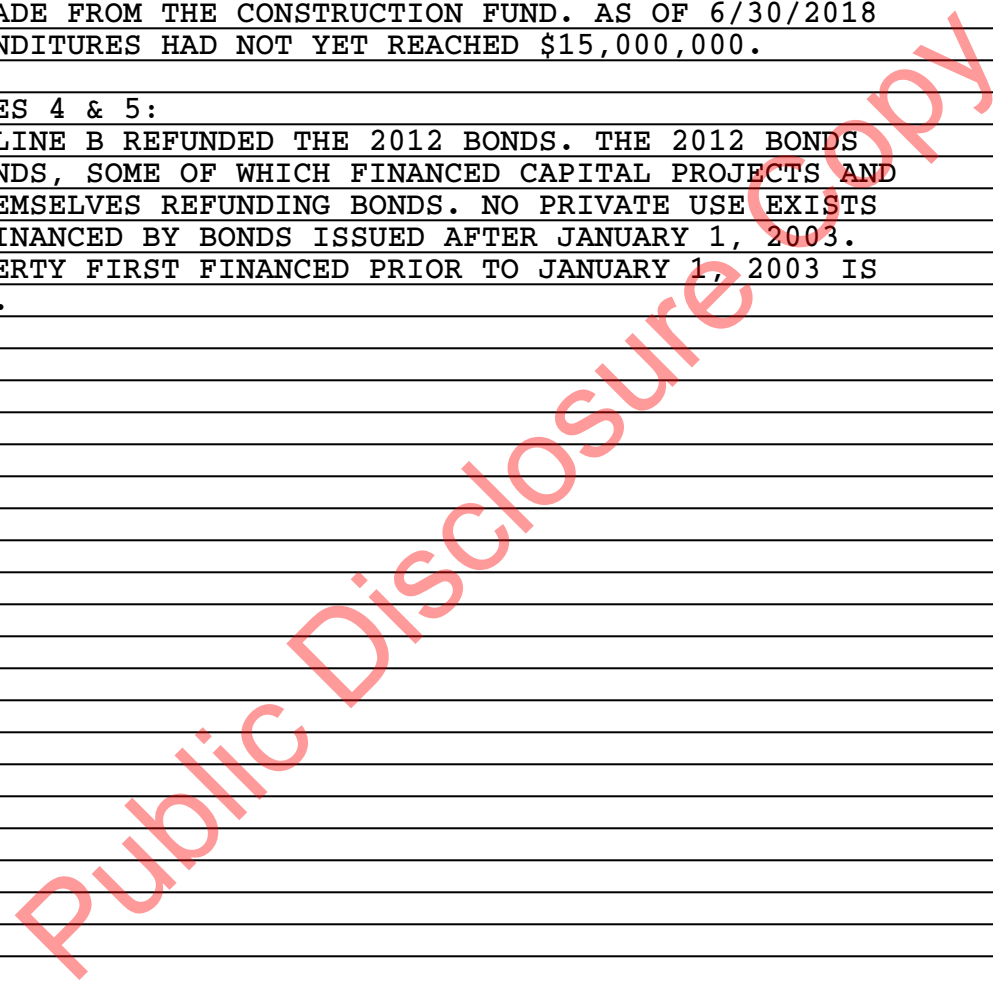 ADE FROM THE CONSTRUCTION FUND. AS OF 6/30/2018
NDITURES HAD NOT YET REACHED $15,000,000.
ES 4 & 5:
LINE B REFUNDED THE 2012 BONDS. THE 2012 BONDS
NDS, SOME OF WHICH FINANCED CAPITAL PROJECTS AND
EMSELVES REFUNDING BONDS. NO PRIVATE USE EXISTS
INANCED BY BONDS ISSUED AFTER JANUARY 1, 2003.
ERTY FIRST FINANCED PRIOR TO JANUARY 1, 2003 IS
.
Public Disclosure Copy